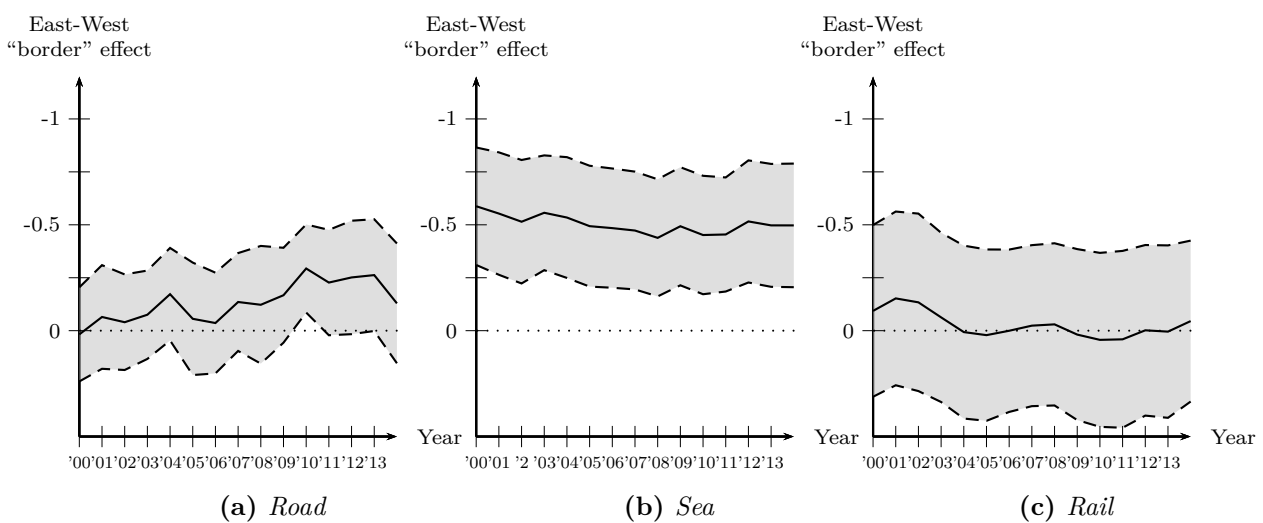 East-West
“border” effect
-1
-0.5
0
Year
’00’01’02’03’04’05’06’07’08’09’10’11’12’13
(a) Road
East-West
“border” effect
-1
-0.5
0
Year
’00’01 ’2 ’03’04’05’06’07’08’09’10’11’12’13
(b) Sea
East-West
“border” effect
-1
-0.5
0
Year
’00’01’02’03’04’05’06’07’08’09’10’11’12’13
(c) Rail